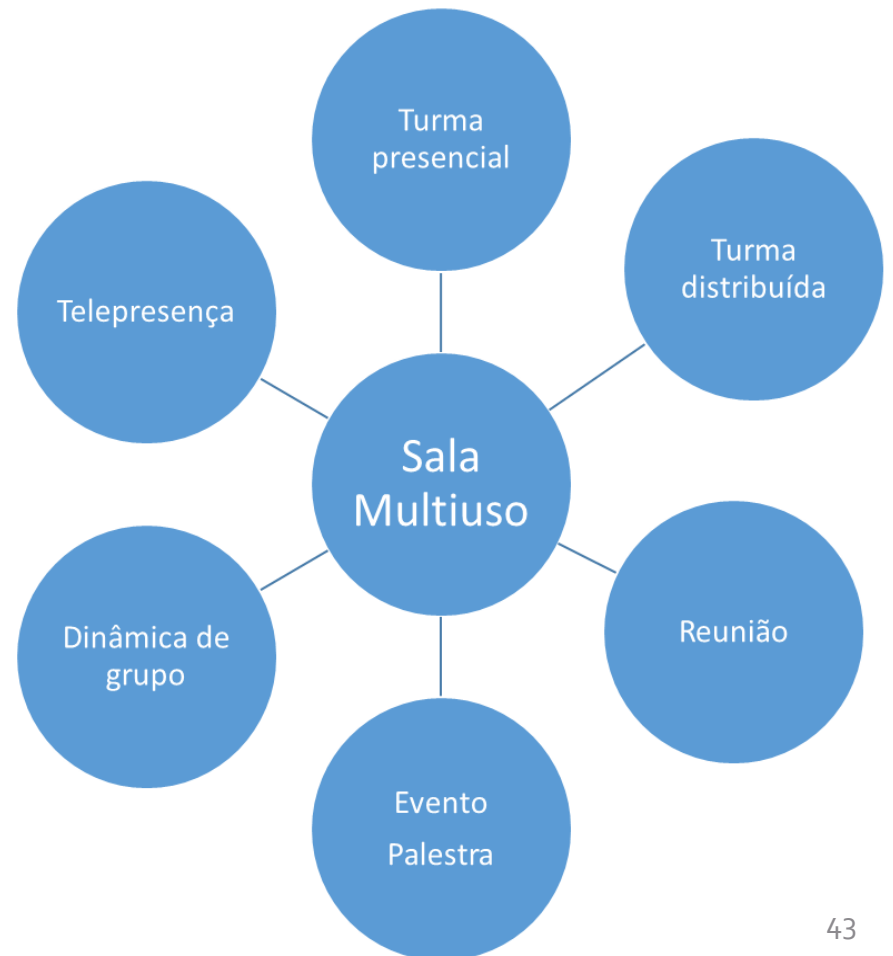 Turma
presencial
Turma
distribuída
Telepresença
Sala
Multiuso
Reunião
Dinâmica de
grupo
Evento
Palestra
43